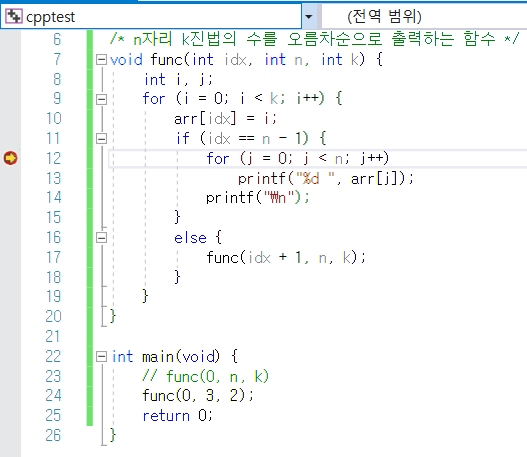 cpptest (전역 범위)
6 /* n자리 k진법의 수를 오름차순으로 출력하는 함수 */
7 void func(int idx, int n, int k) {
8 int i, j;
9 for (i = 0; i < k; i++) {
10 arr[idx] = i;
11 if (idx == n - 1) {
12 for (j = 0; j < n; j++)
13 printf("%d ", arr[j]);
14 printf("₩n");
15 }
16 else {
17 func(idx + 1, n, k);
18 }
19 }
20 }
21
22 int main(void) {
23 // func(0, n, k)
24 func(0, 3, 2);
25 return 0;
26 }